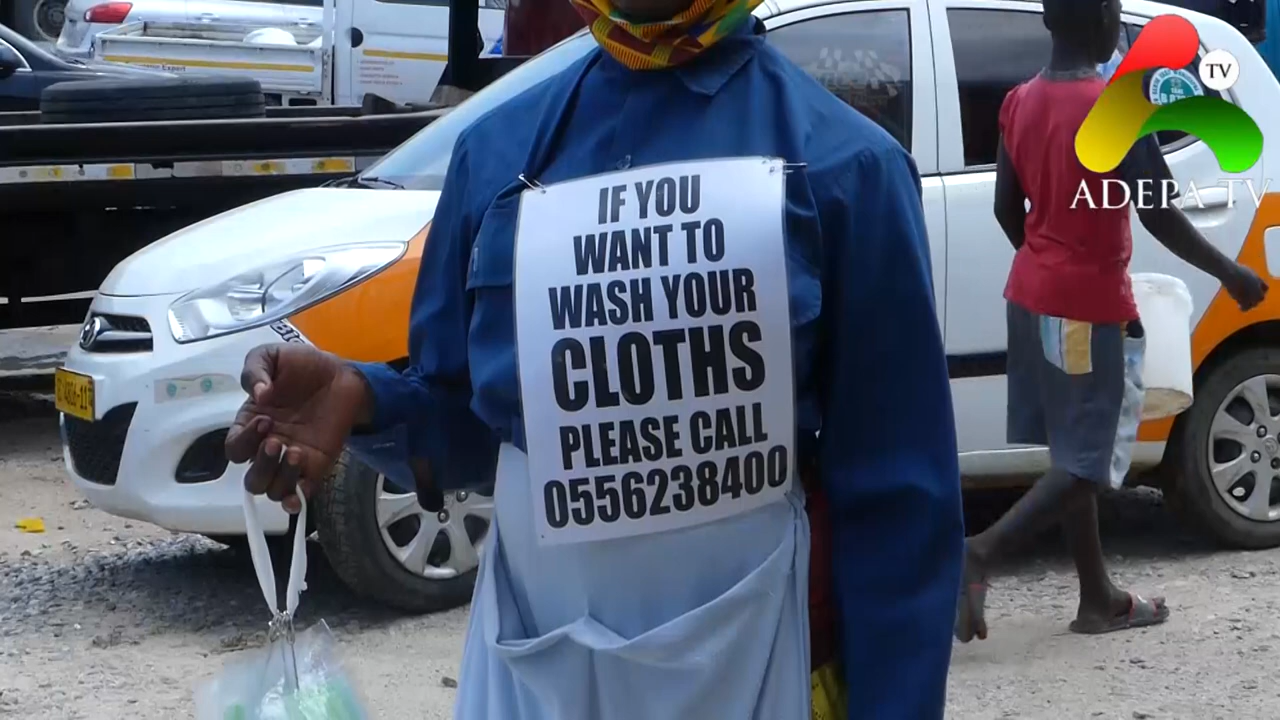 IF YOU
WANT TO
WASH YOUR
CLOTHS
PLEASE CALL
0556238400
TV
ADEPA TV